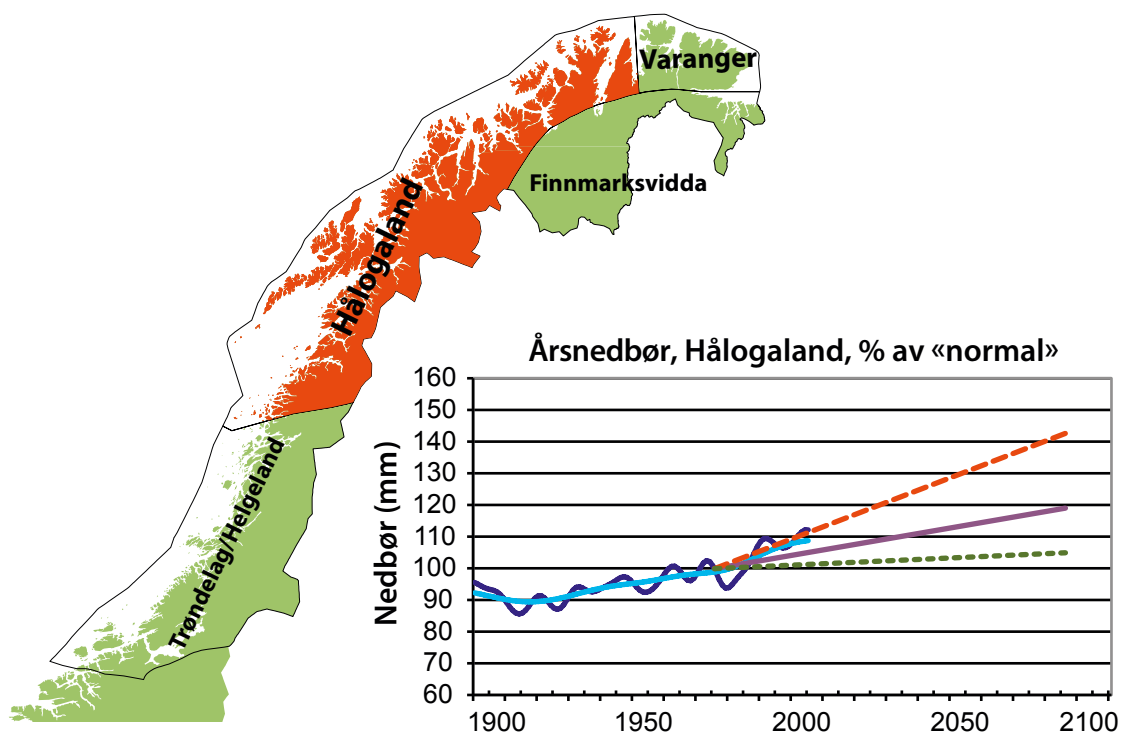 Varanger
Finnmarksvidda
Hålogaland
Trøndelag/Helgeland
Årsnedbør, Hålogaland, % av «normal»
Nedbør (mm)
160
150
140
130
120
110
100
90
80
70
60
1900 1950 2000 2050 2100